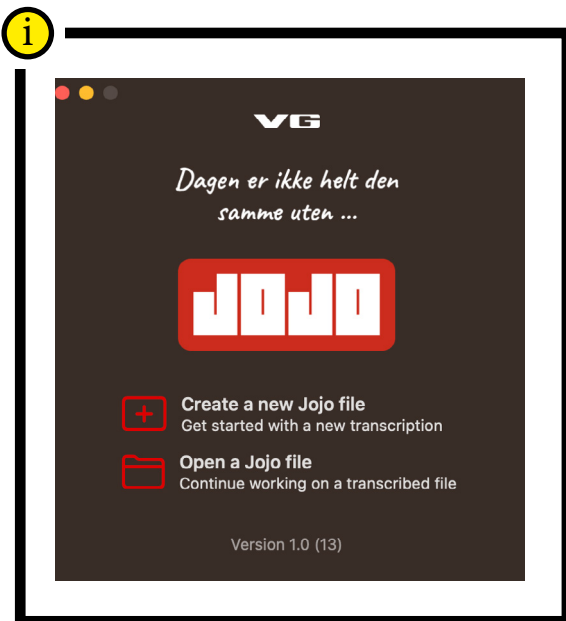 i
VG
Dagen er ikke helt den
samme uten ...
JOJO
Create a new Jojo file
Get started with a new transcription
Open a Jojo file
Continue working on a transcribed file
Version 1.0 (13)